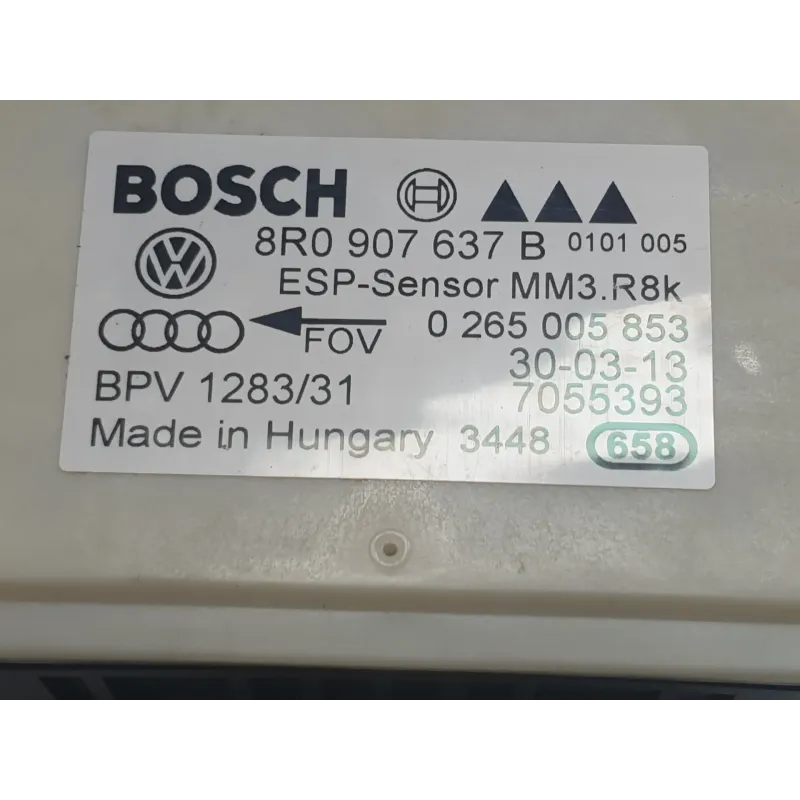 BOSCH
8R0 907 637 B 0101 005
ESP-Sensor MM3.R8k
FOV 0 265 005 853
30-03-13
BPV 1283/31 7055393
Made in Hungary 3448 658